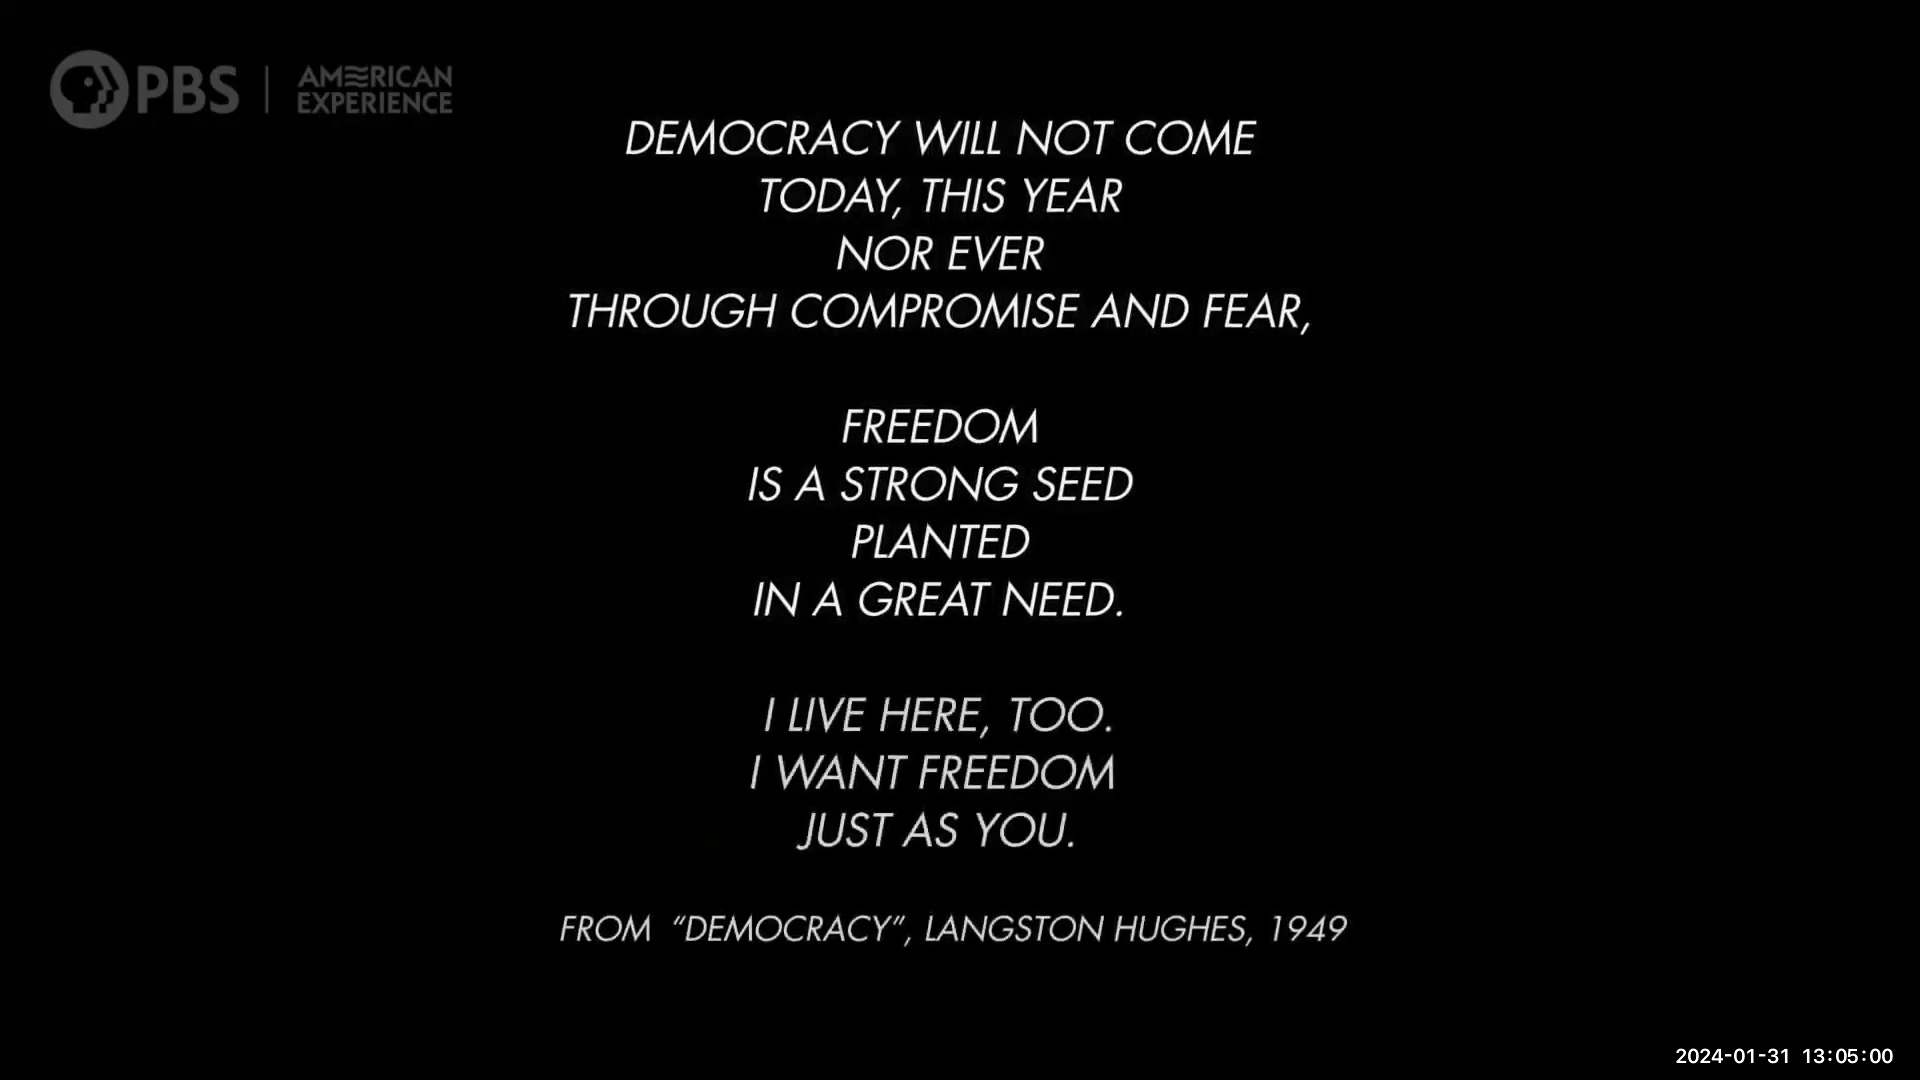 PBS | AMERICAN
EXPERIENCE
DEMOCRACY WILL NOT COME
TODAY, THIS YEAR
NOR EVER
THROUGH COMPROMISE AND FEAR,
FREEDOM
IS A STRONG SEED
PLANTED
IN A GREAT NEED.
I LIVE HERE, TOO.
I WANT FREEDOM
JUST AS YOU.
FROM “DEMOCRACY”, LANGSTON HUGHES, 1949
2024-01-31 13:05:00